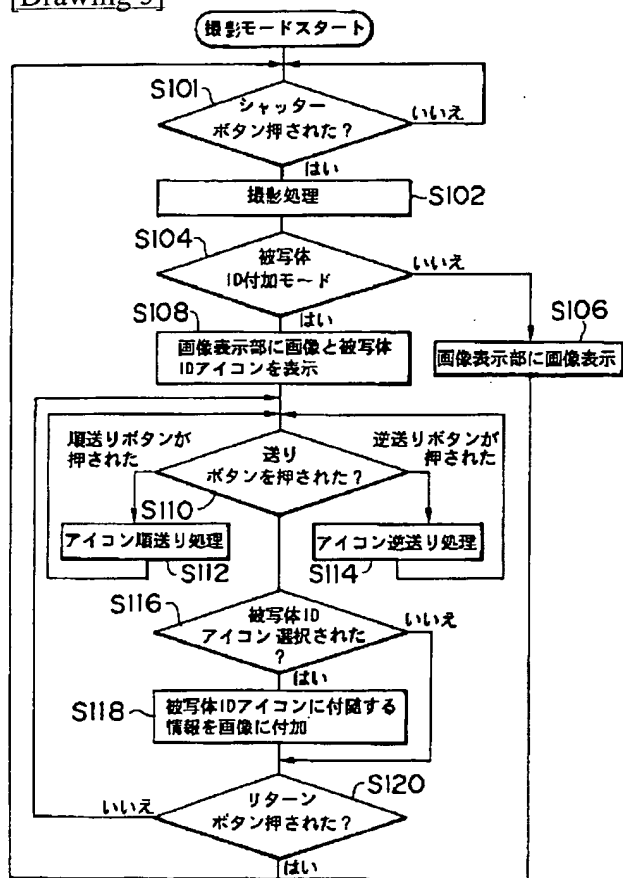 [Drawing 9]
撮影モードスタート
S101
シャッター
ボタン押された?
いいえ
はい
撮影処理
S102
S104
被写体
ID付加モード
いいえ
はい
S106
画像表示部に画像表示
S108
画像表示部に画像と被写体
IDアイコンを表示
順送りボタンが
押された
送り
ボタンを押された?
逆送りボタンが
押された
S110
アイコン順送り処理
S112
アイコン逆送り処理
S114
S116
被写体ID
アイコン選択された
?
いいえ
はい
S118
被写体IDアイコンに付随する
情報を画像に付加
S120
リターン
ボタン押された?
いいえ
はい